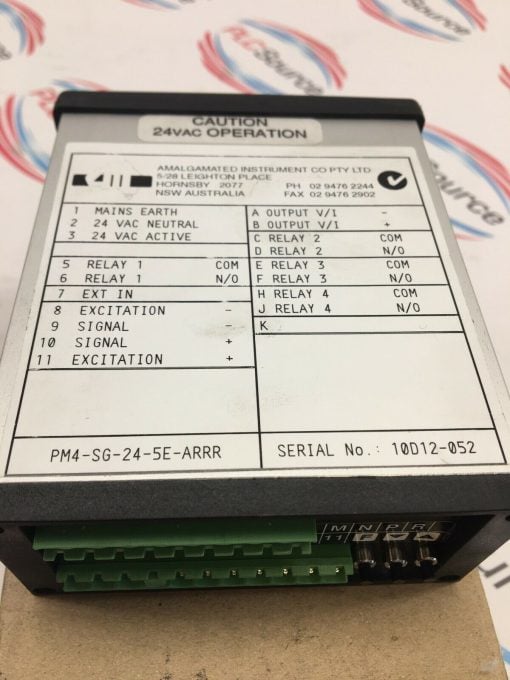 CAUTION
24VAC OPERATION
AMALGAMATED INSTRUMENT CO PTY LTD
5/28 LEIGHTON PLACE
HORNSBY 2077 PH 02 9476 2244
NSW AUSTRALIA FAX 02 9476 2902
1 MAINS EARTH
2 24 VAC NEUTRAL
3 24 VAC ACTIVE
5 RELAY 1 COM
6 RELAY 1 N/O
7 EXT IN
8 EXCITATION -
9 SIGNAL -
10 SIGNAL +
11 EXCITATION +
A OUTPUT V/I -
B OUTPUT V/I +
C RELAY 2 COM
D RELAY 2 N/O
E RELAY 3 COM
F RELAY 3 N/O
H RELAY 4 COM
J RELAY 4 N/O
K
PM4-SG-24-5E-ARRR
SERIAL No.: 10D12-052
M N P R
11 F
PLCSource
PLCSource